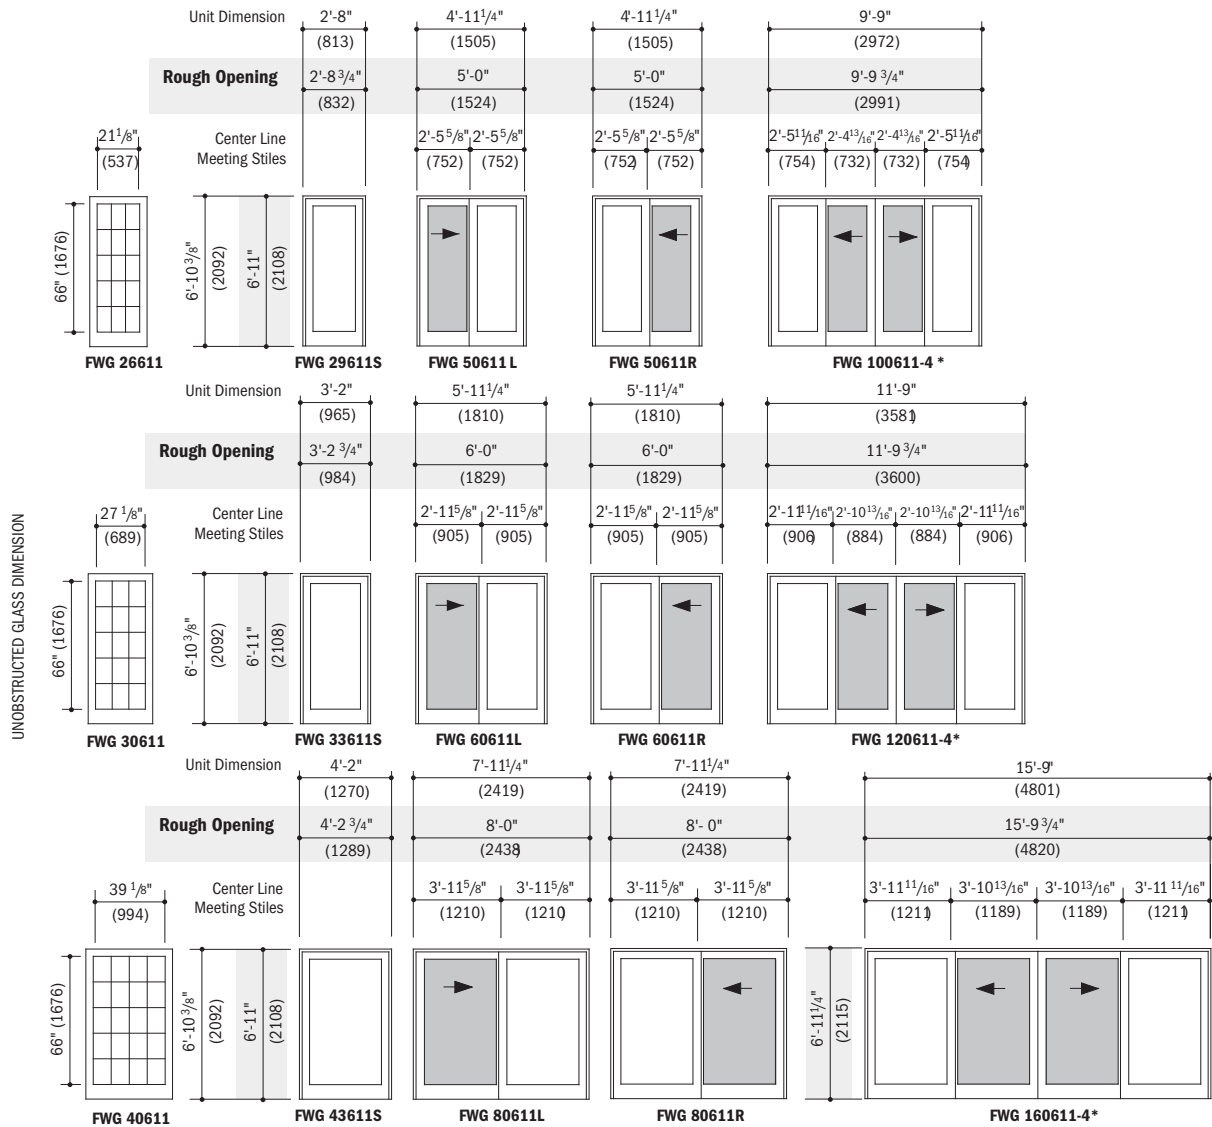 Unit Dimension 2'-8" 4'-11 1/4" 4'-11 1/4" 9'-9"
(813) (1505) (1505) (2972)
Rough Opening 2'-8 3/4" 5'-0" 5'-0" 9'-9 3/4"
(832) (1524) (1524) (2991)
21 1/8" Center Line 2'-5 5/8" 2'-5 5/8" 2'-5 5/8" 2'-5 5/8" 2'-5 11/16" 2'-4 13/16" 2'-4 13/16" 2'-5 11/16"
(537) Meeting Stiles (752) (752) (752) (752) (754) (732) (732) (754)
66" (1676) 6'-10 3/8" (2092) 6'-11" (2108)
FWG 26611 FWG 29611S FWG 50611 L FWG 50611R FWG 100611-4 *
Unit Dimension 3'-2" 5'-11 1/4" 5'-11 1/4" 11'-9"
(965) (1810) (1810) (3581)
Rough Opening 3'-2 3/4" 6'-0" 6'-0" 11'-9 3/4"
(984) (1829) (1829) (3600)
27 1/8" Center Line 2'-11 5/8" 2'-11 5/8" 2'-11 5/8" 2'-11 5/8" 2'-11 11/16" 2'-10 13/16" 2'-10 13/16" 2'-11 11/16"
(689) Meeting Stiles (905) (905) (905) (905) (906) (884) (884) (906)
UNOBSTRUCTED GLASS DIMENSION
66" (1676) 6'-10 3/8" (2092) 6'-11" (2108)
FWG 30611 FWG 33611S FWG 60611L FWG 60611R FWG 120611-4*
Unit Dimension 4'-2" 7'-11 1/4" 7'-11 1/4" 15'-9"
(1270) (2419) (2419) (4801)
Rough Opening 4'-2 3/4" 8'-0" 8'- 0" 15'-9 3/4"
(1289) (2438) (2438) (4820)
39 1/8" Center Line 3'-11 5/8" 3'-11 5/8" 3'-11 5/8" 3'-11 5/8" 3'-11 11/16" 3'-10 13/16" 3'-10 13/16" 3'-11 11/16"
(994) Meeting Stiles (1210) (1210) (1210) (1210) (1211) (1189) (1189) (1211)
66" (1676) 6'-10 3/8" (2092) 6'-11" (2108) 6'-11 1/4" (2115)
FWG 40611 FWG 43611S FWG 80611L FWG 80611R FWG 160611-4*